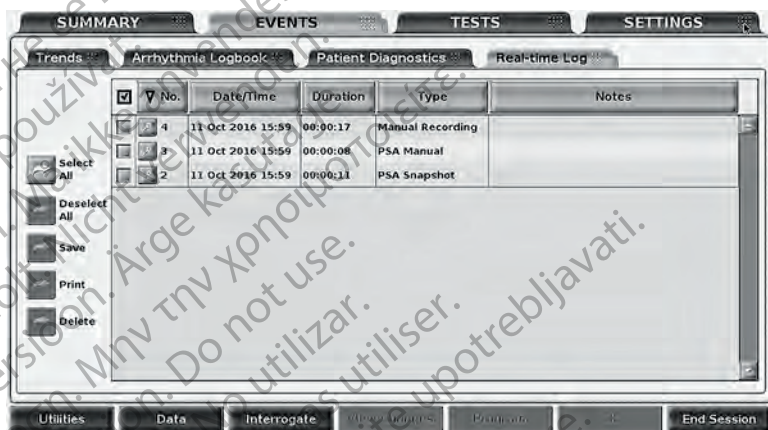 SUMMARY EVENTS TESTS SETTINGS
Trends Arrhythmia Logbook Patient Diagnostics Real-time Log
No. Date/Time Duration Type Notes
4 11 Oct 2016 15:59 00:00:17 Manual Recording
3 11 Oct 2016 15:59 00:00:08 PSA Manual
2 11 Oct 2016 15:59 00:00:11 PSA Snapshot
Select All
Deselect All
Save
Print
Delete
Utilities Data Interrogate End Session
používat.
Nicht verwenden.
Ärge kasutage.
Μην την χρησιμοποιείτε.
Do not use.
utilizar.
utiliser.
upotrebljavati.